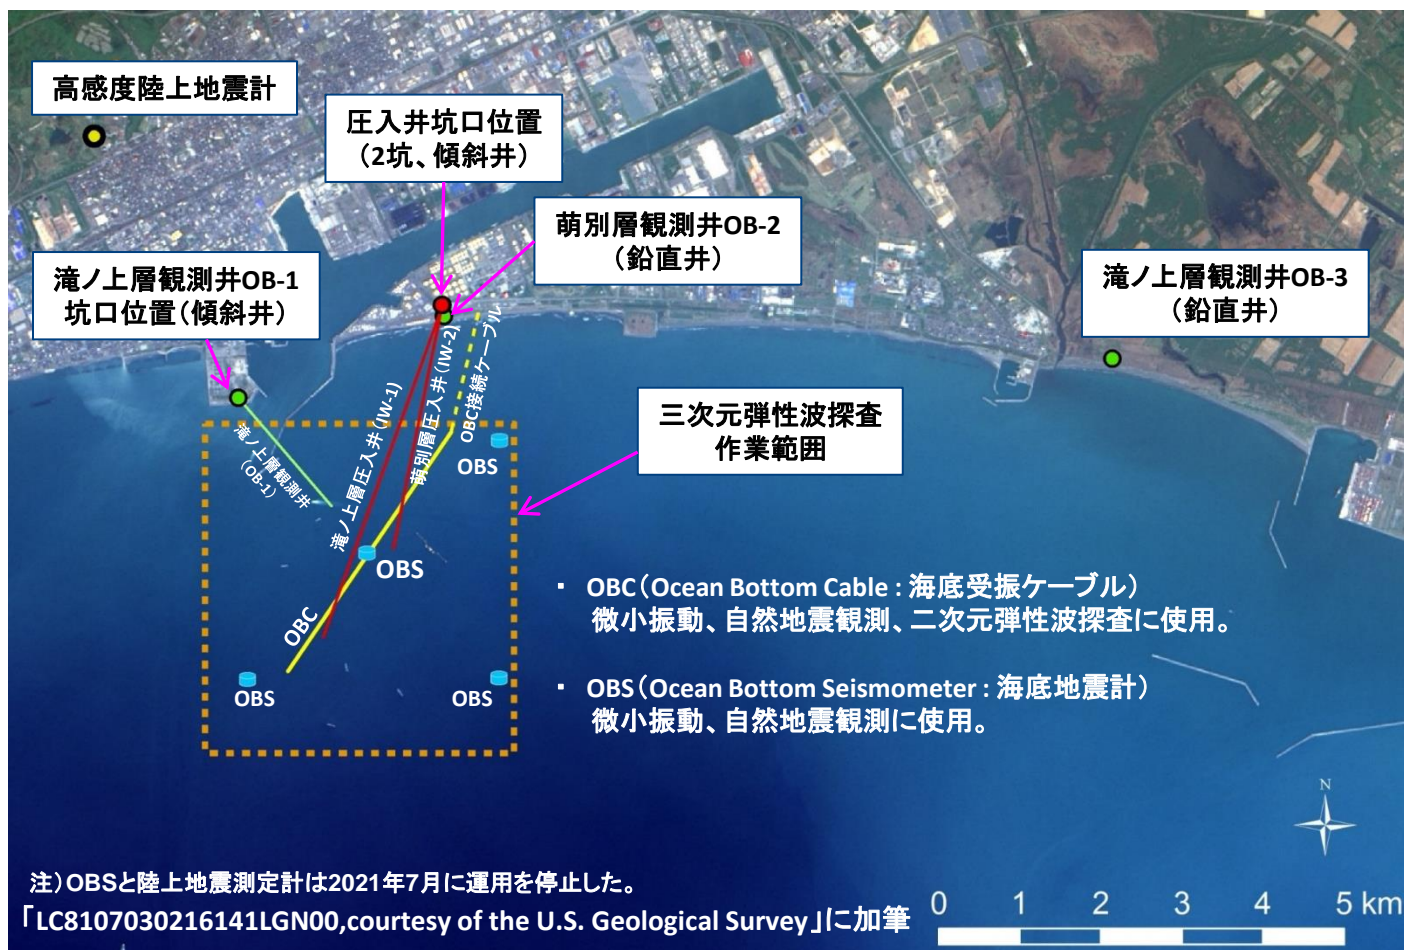 高感度陸上地震計
圧入井坑口位置
（2坑、傾斜井）
萌別層観測井OB-2
（鉛直井）
滝ノ上層観測井OB-1
坑口位置（傾斜井）
滝ノ上層観測井OB-3
（鉛直井）
滝ノ上層圧入井（IW-1）
萌別層圧入井（IW-2）
OBC接続ケーブル
滝ノ上層観測井
（OB-1）
三次元弾性波探査
作業範囲
OBS
OBS
OBC
OBS
OBS
・ OBC（Ocean Bottom Cable : 海底受振ケーブル）
微小振動、自然地震観測、二次元弾性波探査に使用。
・ OBS（Ocean Bottom Seismometer : 海底地震計）
微小振動、自然地震観測に使用。
N
注）OBSと陸上地震測定計は2021年7月に運用を停止した。
「LC8107030216141LGN00,courtesy of the U.S. Geological Survey」に加筆
0 1 2 3 4 5 km